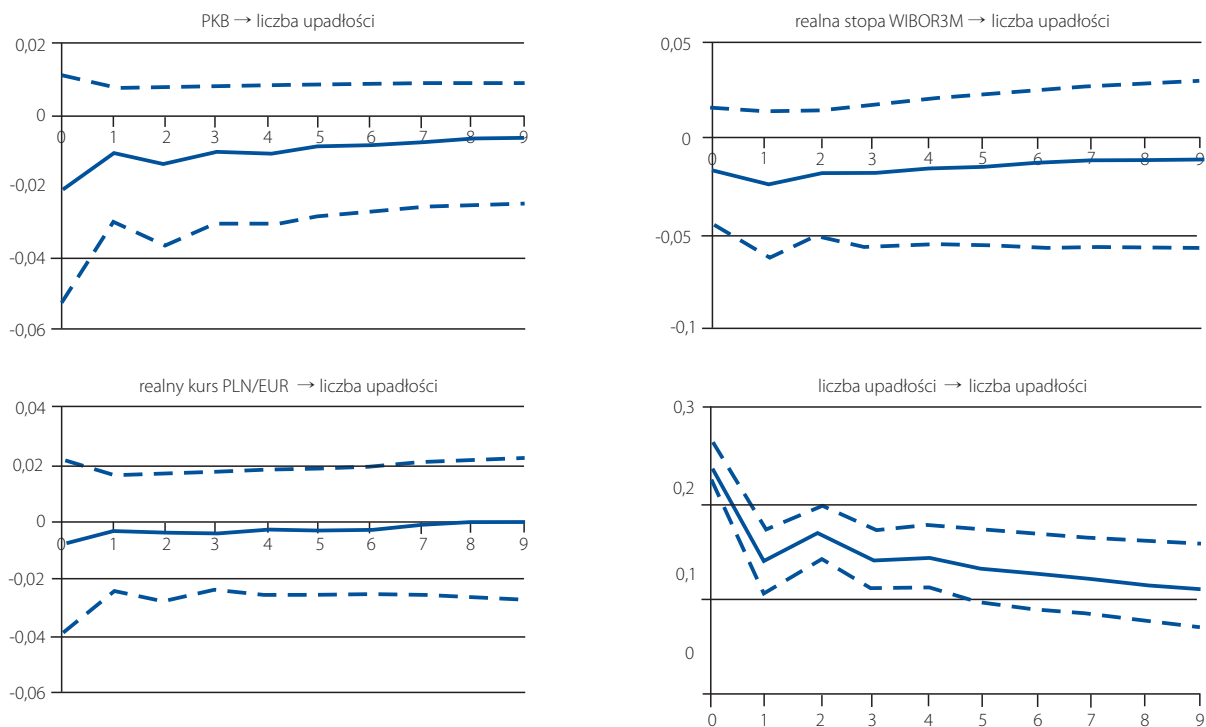 PKB → liczba upadłości
0,02
0
-0,02
-0,04
-0,06
0 1 2 3 4 5 6 7 8 9
realna stopa WIBOR3M → liczba upadłości
0,05
0
-0,05
-0,1
0 1 2 3 4 5 6 7 8 9
realny kurs PLN/EUR → liczba upadłości
0,04
0,02
0
-0,02
-0,04
-0,06
0 1 2 3 4 5 6 7 8 9
liczba upadłości → liczba upadłości
0,3
0,2
0,1
0
0 1 2 3 4 5 6 7 8 9